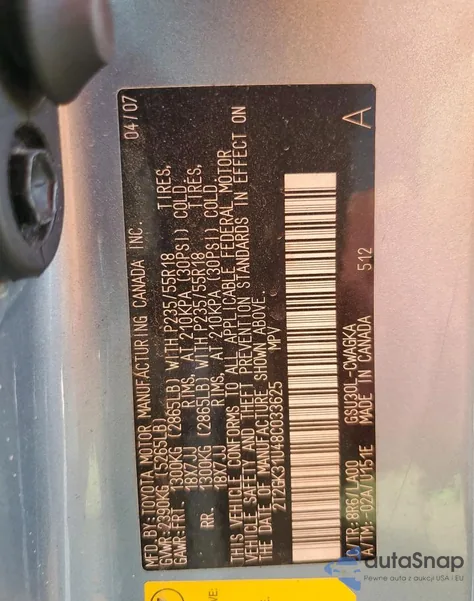 MFD.BY: TOYOTA MOTOR MANUFACTURING CANADA INC. 04/07
GVWR: 2390KG (5265LB)
GAWR: FRT 1300KG (2865LB) WITH P235/55R18 TIRES,
18X7JJ RIMS, AT 210KPA (30PSI) COLD.
RR. 1300KG (2865LB) WITH P235/55R18 TIRES,
18X7JJ RIMS, AT 210KPA (30PSI) COLD.
THIS VEHICLE CONFORMS TO ALL APPLICABLE FEDERAL MOTOR
VEHICLE SAFETY AND THEFT PREVENTION STANDARDS IN EFFECT ON
THE DATE OF MANUFACTURE SHOWN ABOVE.
2T2GK31U48C033625 MPV
A
C/TR: 8R6/LA00 GSU30L-CWAGKA
A/TM: -02A/U151E MADE IN CANADA 512
autoSnap
Pewne auta z aukcji USA i EU